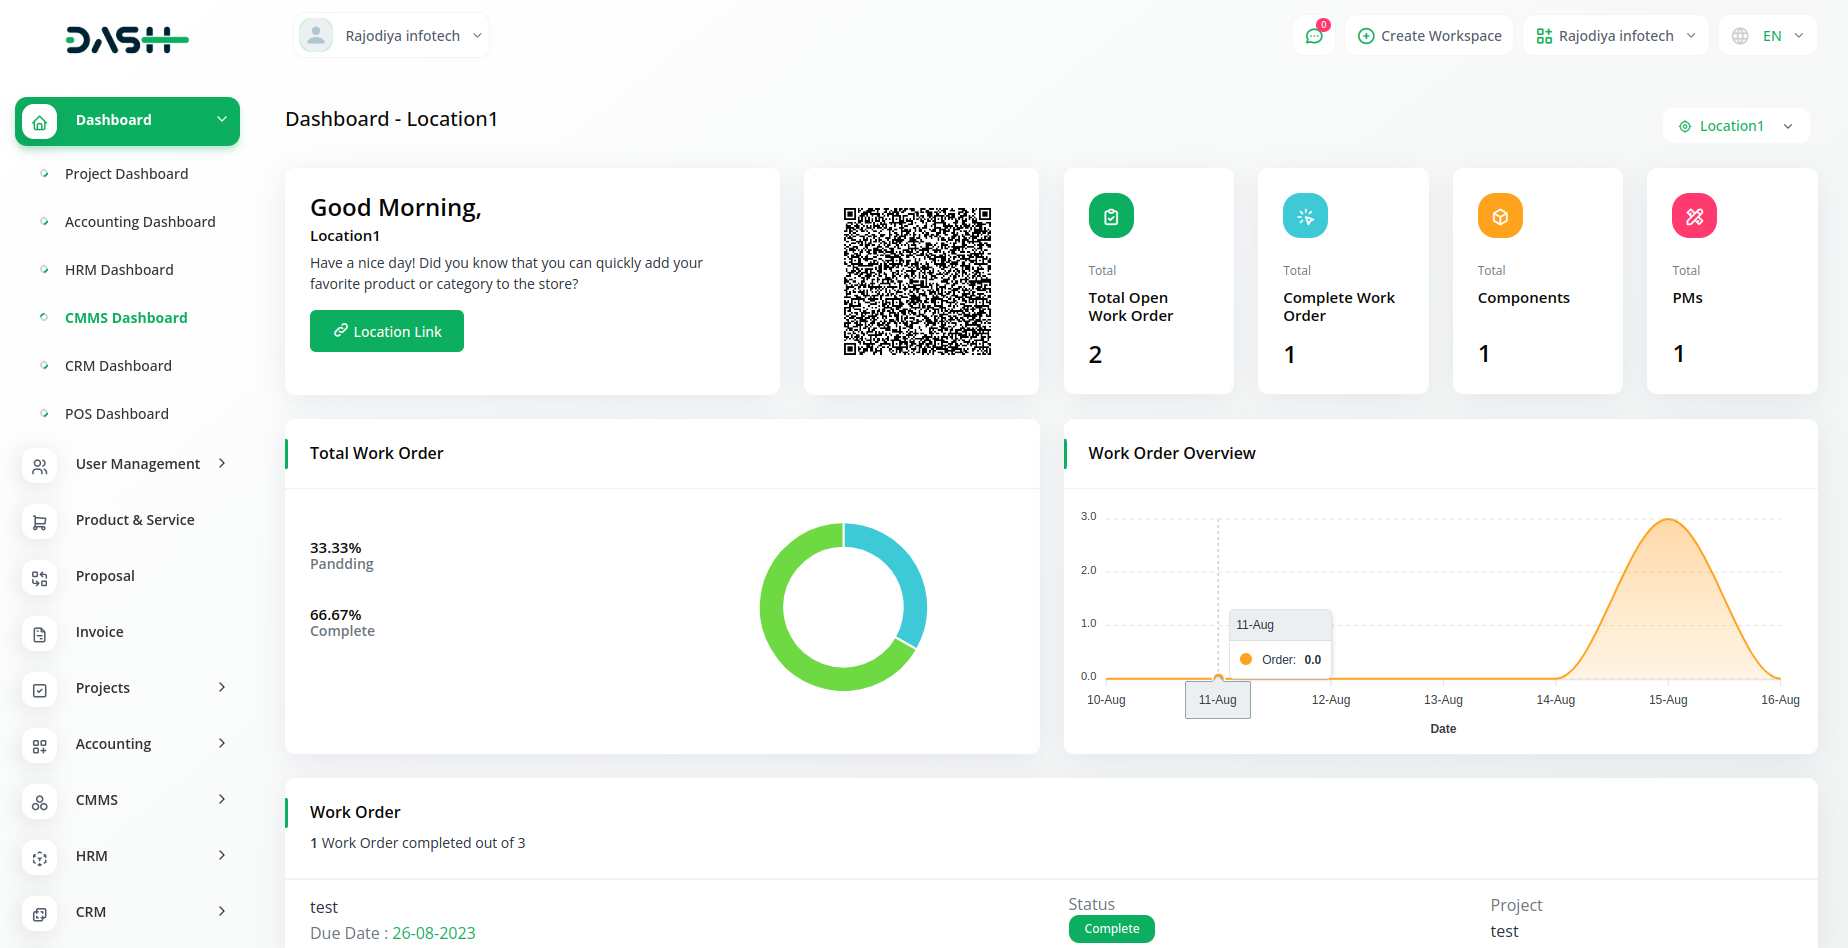 DASH
Rajodiya infotech
0
Create Workspace
Rajodiya infotech
EN
Dashboard
Project Dashboard
Accounting Dashboard
HRM Dashboard
CMMS Dashboard
CRM Dashboard
POS Dashboard
User Management
Product & Service
Proposal
Invoice
Projects
Accounting
CMMS
HRM
CRM
Dashboard - Location1
Location1
Good Morning,
Location1
Have a nice day! Did you know that you can quickly add your
favorite product or category to the store?
Location Link
Total
Total Open
Work Order
2
Total
Complete Work
Order
1
Total
Components
1
Total
PMs
1
Total Work Order
33.33%
Pandding
66.67%
Complete
Work Order Overview
3.0
2.0
1.0
0.0
11-Aug
Order: 0.0
10-Aug
11-Aug
12-Aug
13-Aug
14-Aug
15-Aug
16-Aug
Date
Work Order
1 Work Order completed out of 3
test
Due Date : 26-08-2023
Status
Complete
Project
test